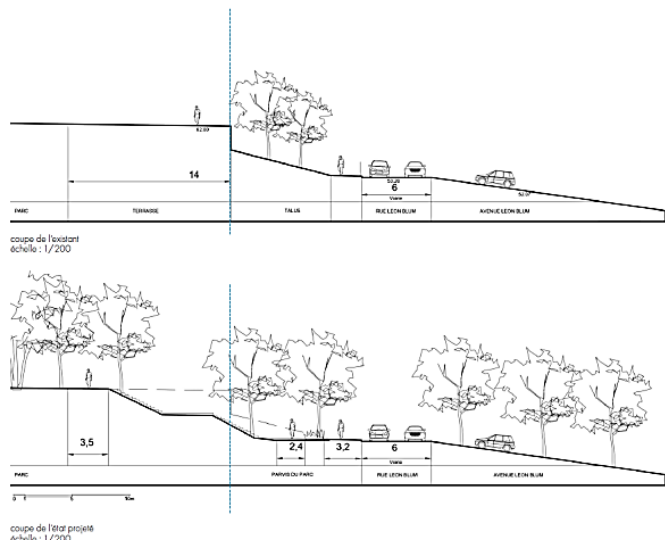 14
6
Voirie
PARC
TERRASSE
TALUS
RUE LEON BLUM
AVENUE LEON BLUM
coupe de l'existant
échelle : 1/200
3,5
2,4
3,2
6
Voirie
PARC
PARVIS DU PARC
RUE LEON BLUM
AVENUE LEON BLUM
0 1 5 10m
coupe de l'état projeté
échelle : 1/200